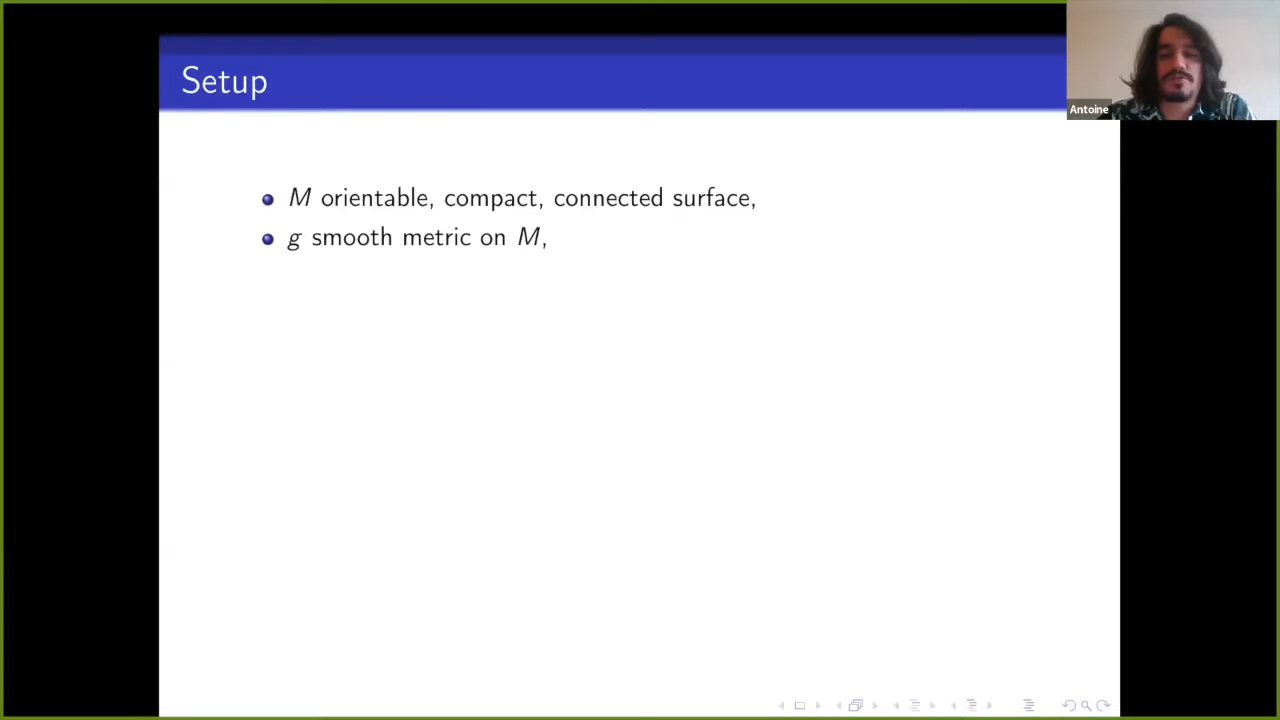 Setup
Antoine
M orientable, compact, connected surface,
g smooth metric on M,